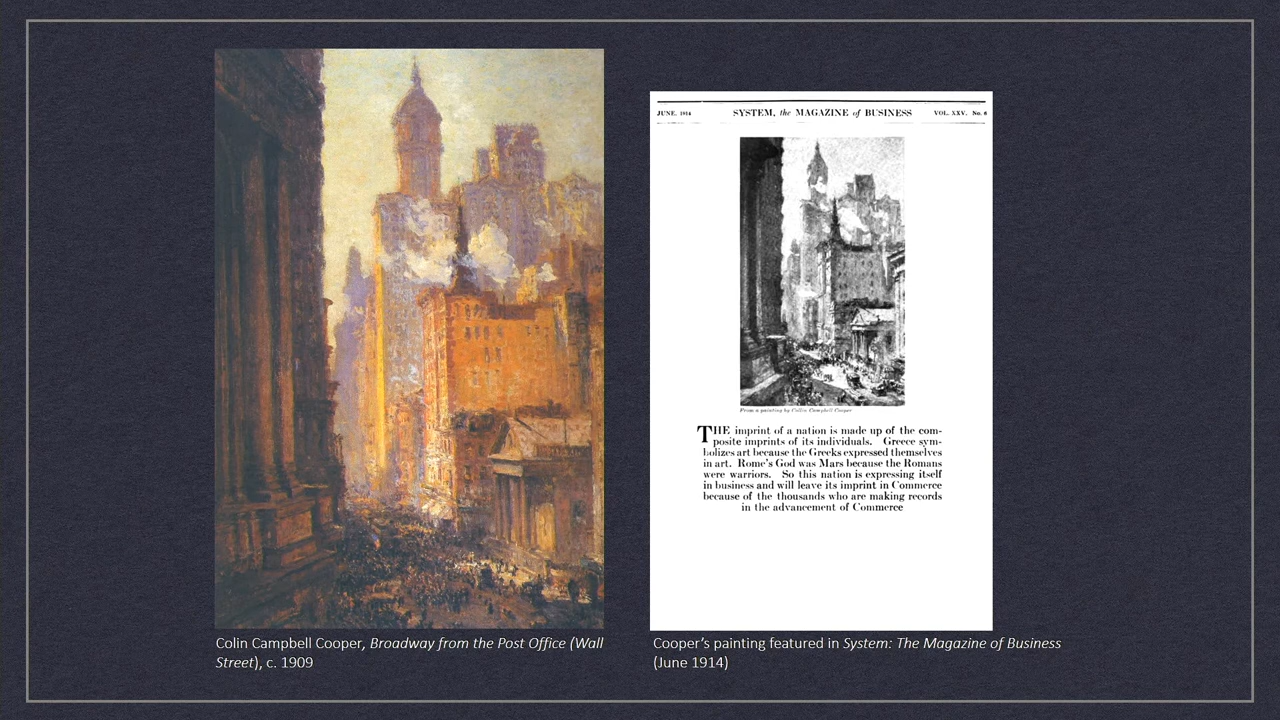 JUNE, 1914 SYSTEM, the MAGAZINE of BUSINESS VOL. XXV. No. 6
From a painting by Collin Campbell Cooper
THE imprint of a nation is made up of the com-
posite imprints of its individuals. Greece sym-
bolizes art because the Greeks expressed themselves
in art. Rome's God was Mars because the Romans
were warriors. So this nation is expressing itself
in business and will leave its imprint in Commerce
because of the thousands who are making records
in the advancement of Commerce
Colin Campbell Cooper, Broadway from the Post Office (Wall
Street), c. 1909
Cooper’s painting featured in System: The Magazine of Business
(June 1914)